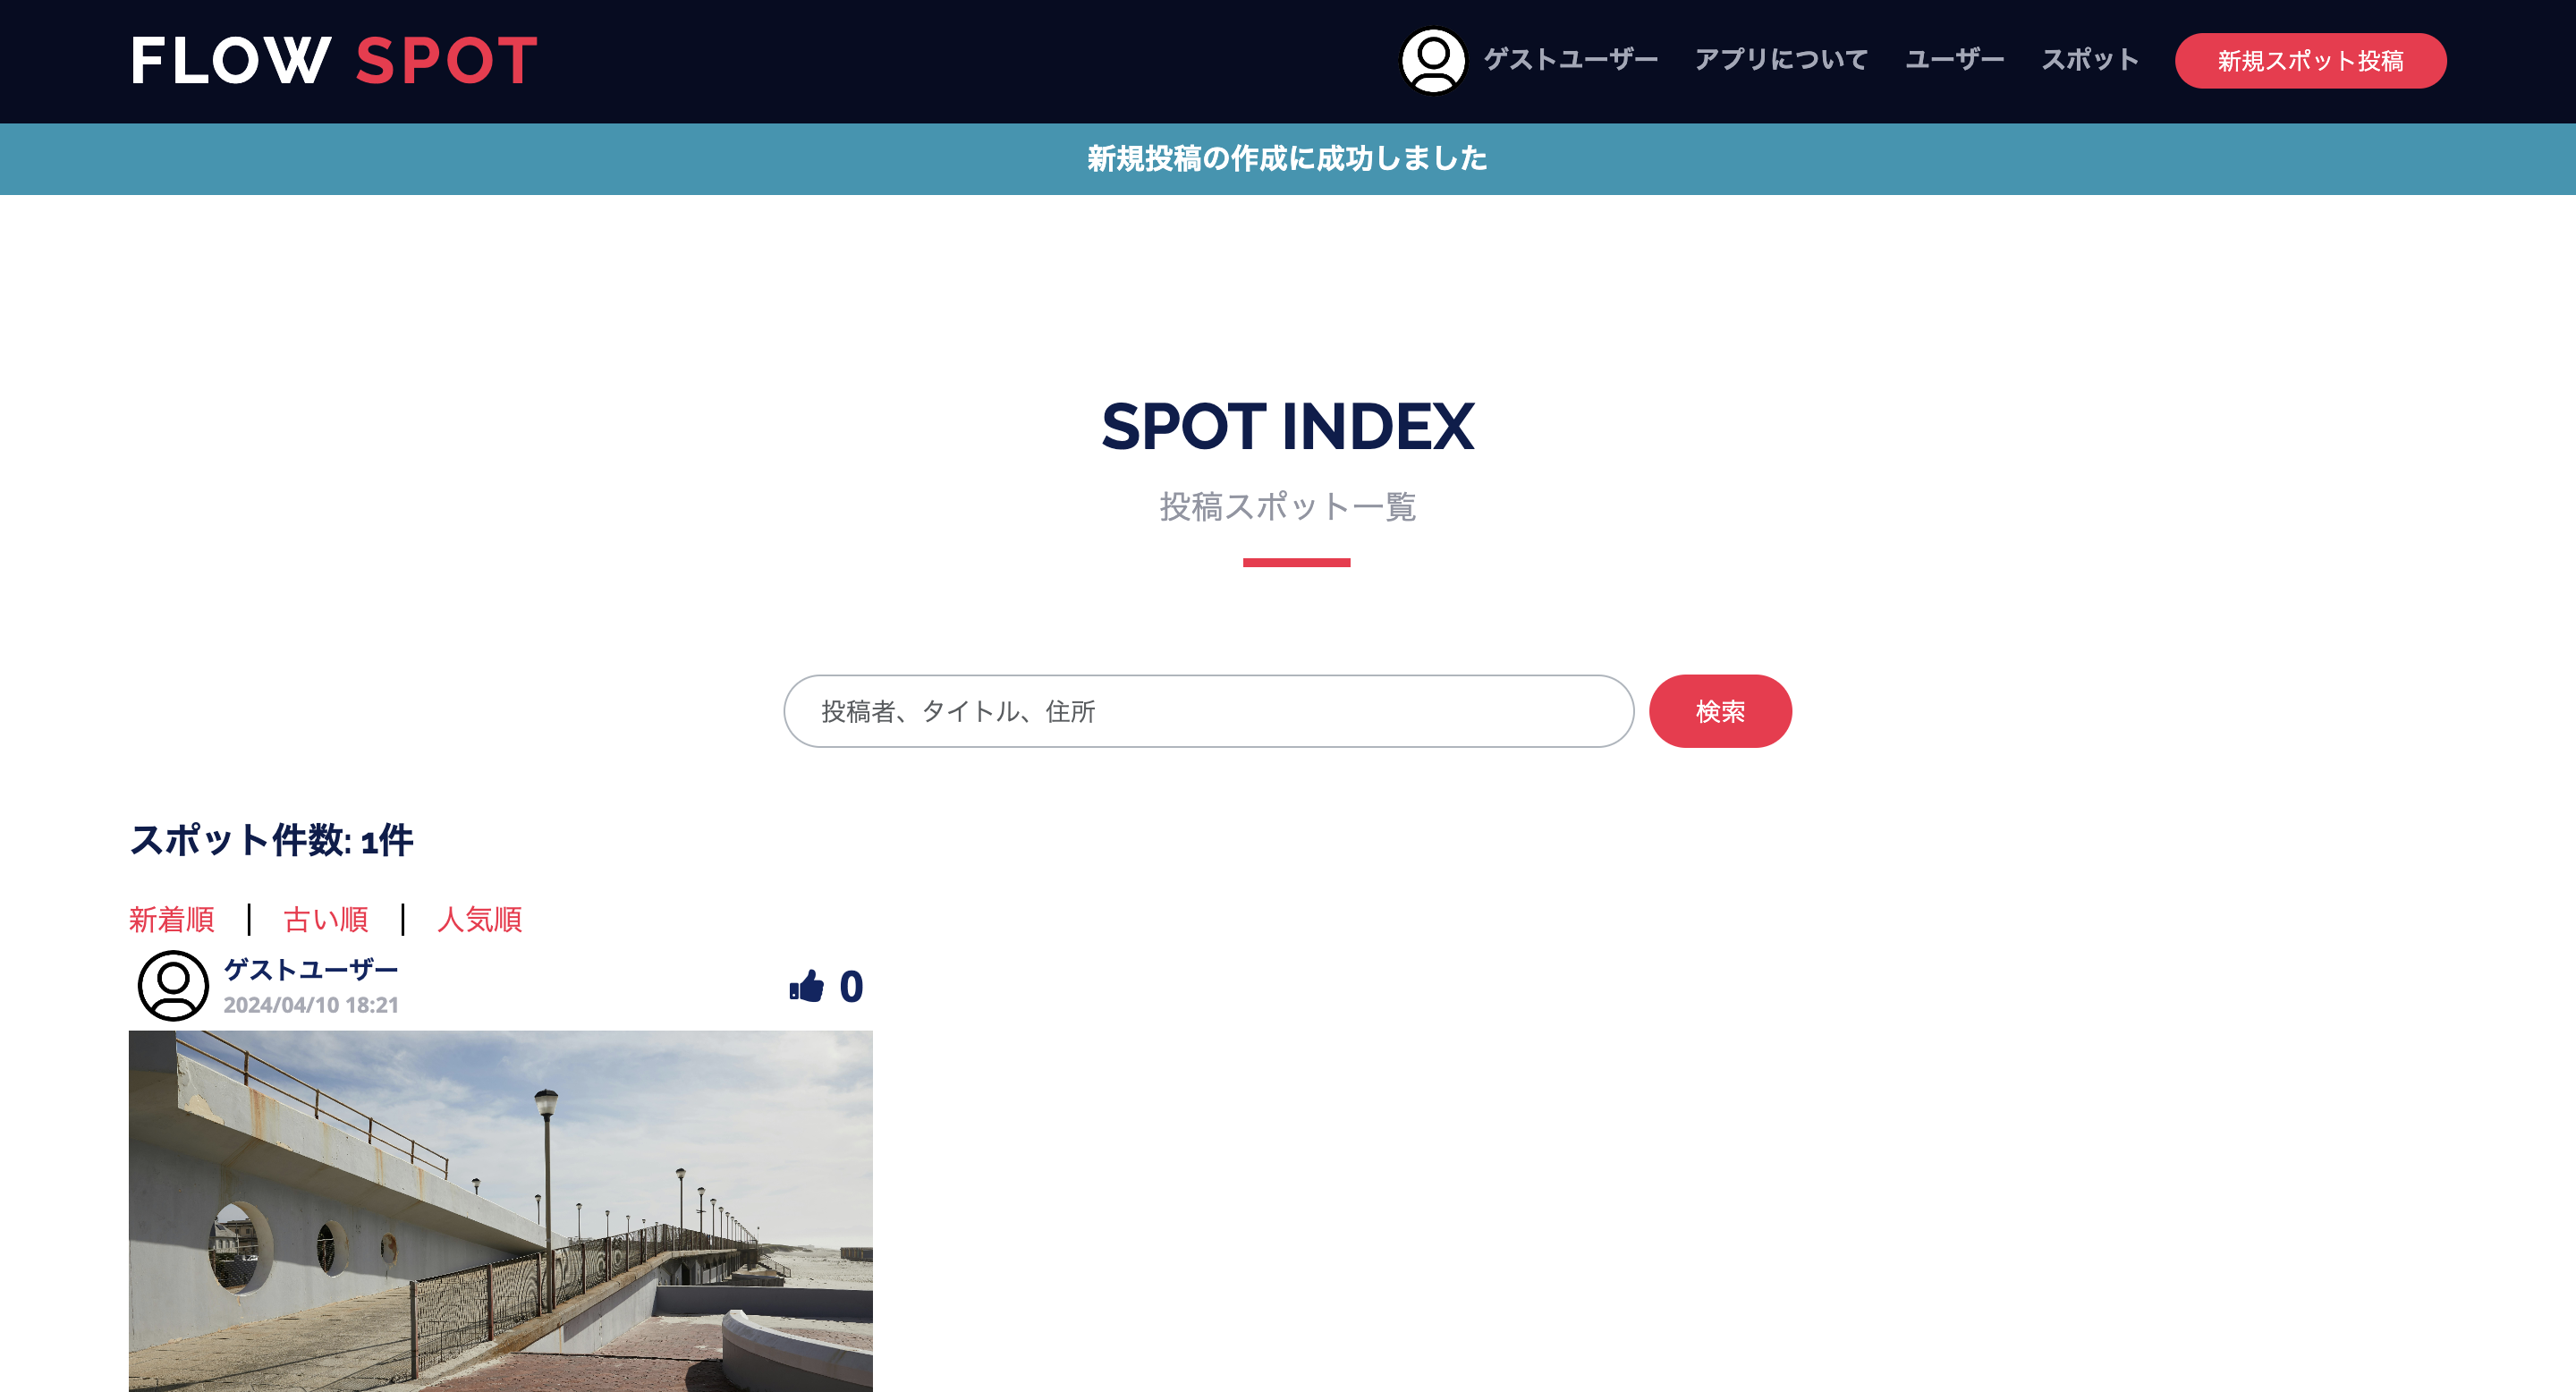 FLOW SPOT
ゲストユーザー アプリについて ユーザー スポット 新規スポット投稿
新規投稿の作成に成功しました
SPOT INDEX
投稿スポット一覧
投稿者、タイトル、住所 検索
スポット件数: 1件
新着順 | 古い順 | 人気順
ゲストユーザー 0
2024/04/10 18:21